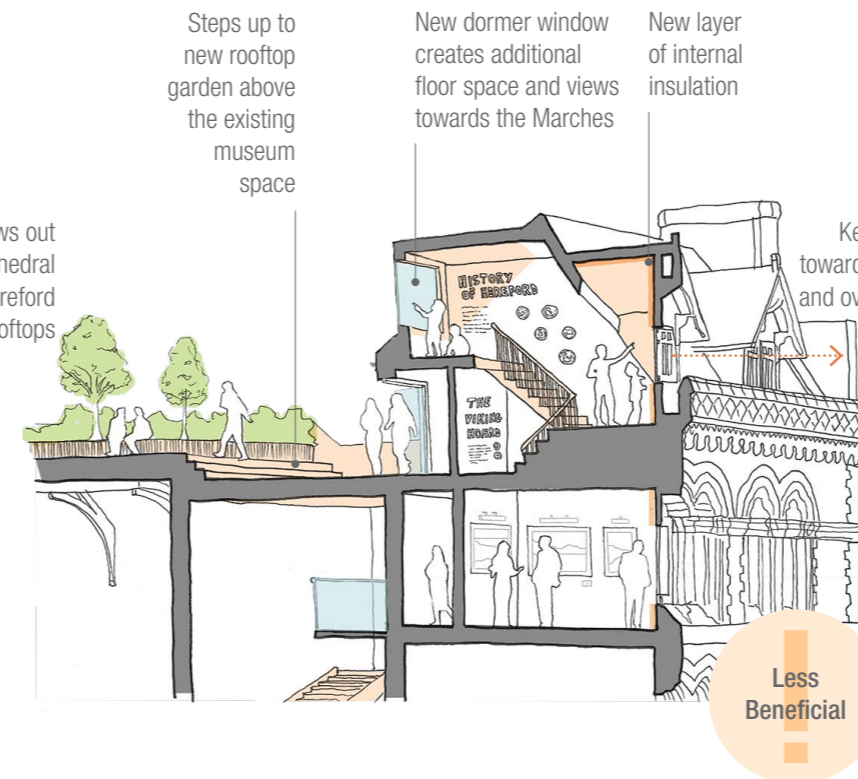 Steps up to
new rooftop
garden above
the existing
museum
space
New dormer window
creates additional
floor space and views
towards the Marches
New layer
of internal
insulation
ws out
hedral
reford
oftops
Ke
toward
and ov
HISTORY
OF HEREFORD
THE
VIKING
HOARD
Less
Beneficial